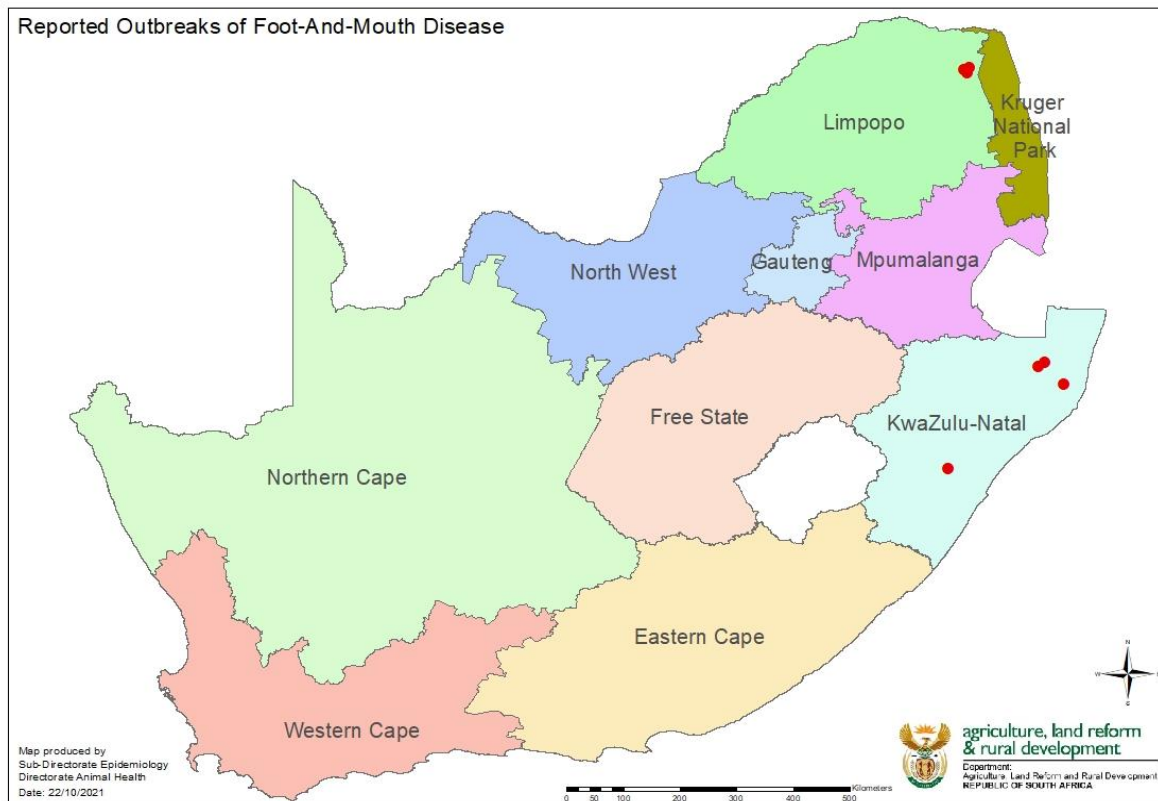 Reported Outbreaks of Foot-And-Mouth Disease
Limpopo
Kruger
National
Park
North West
Gauteng
Mpumalanga
Free State
KwaZulu-Natal
Northern Cape
Eastern Cape
Western Cape
N
W
S
Map produced by
Sub-Directorate Epidemiology
Directorate Animal Health
Date: 22/10/2021
0 50 100 200 300 400 500
Kilometers
agriculture, land reform
& rural development
Department:
Agriculture, Land Reform and Rural Development
REPUBLIC OF SOUTH AFRICA